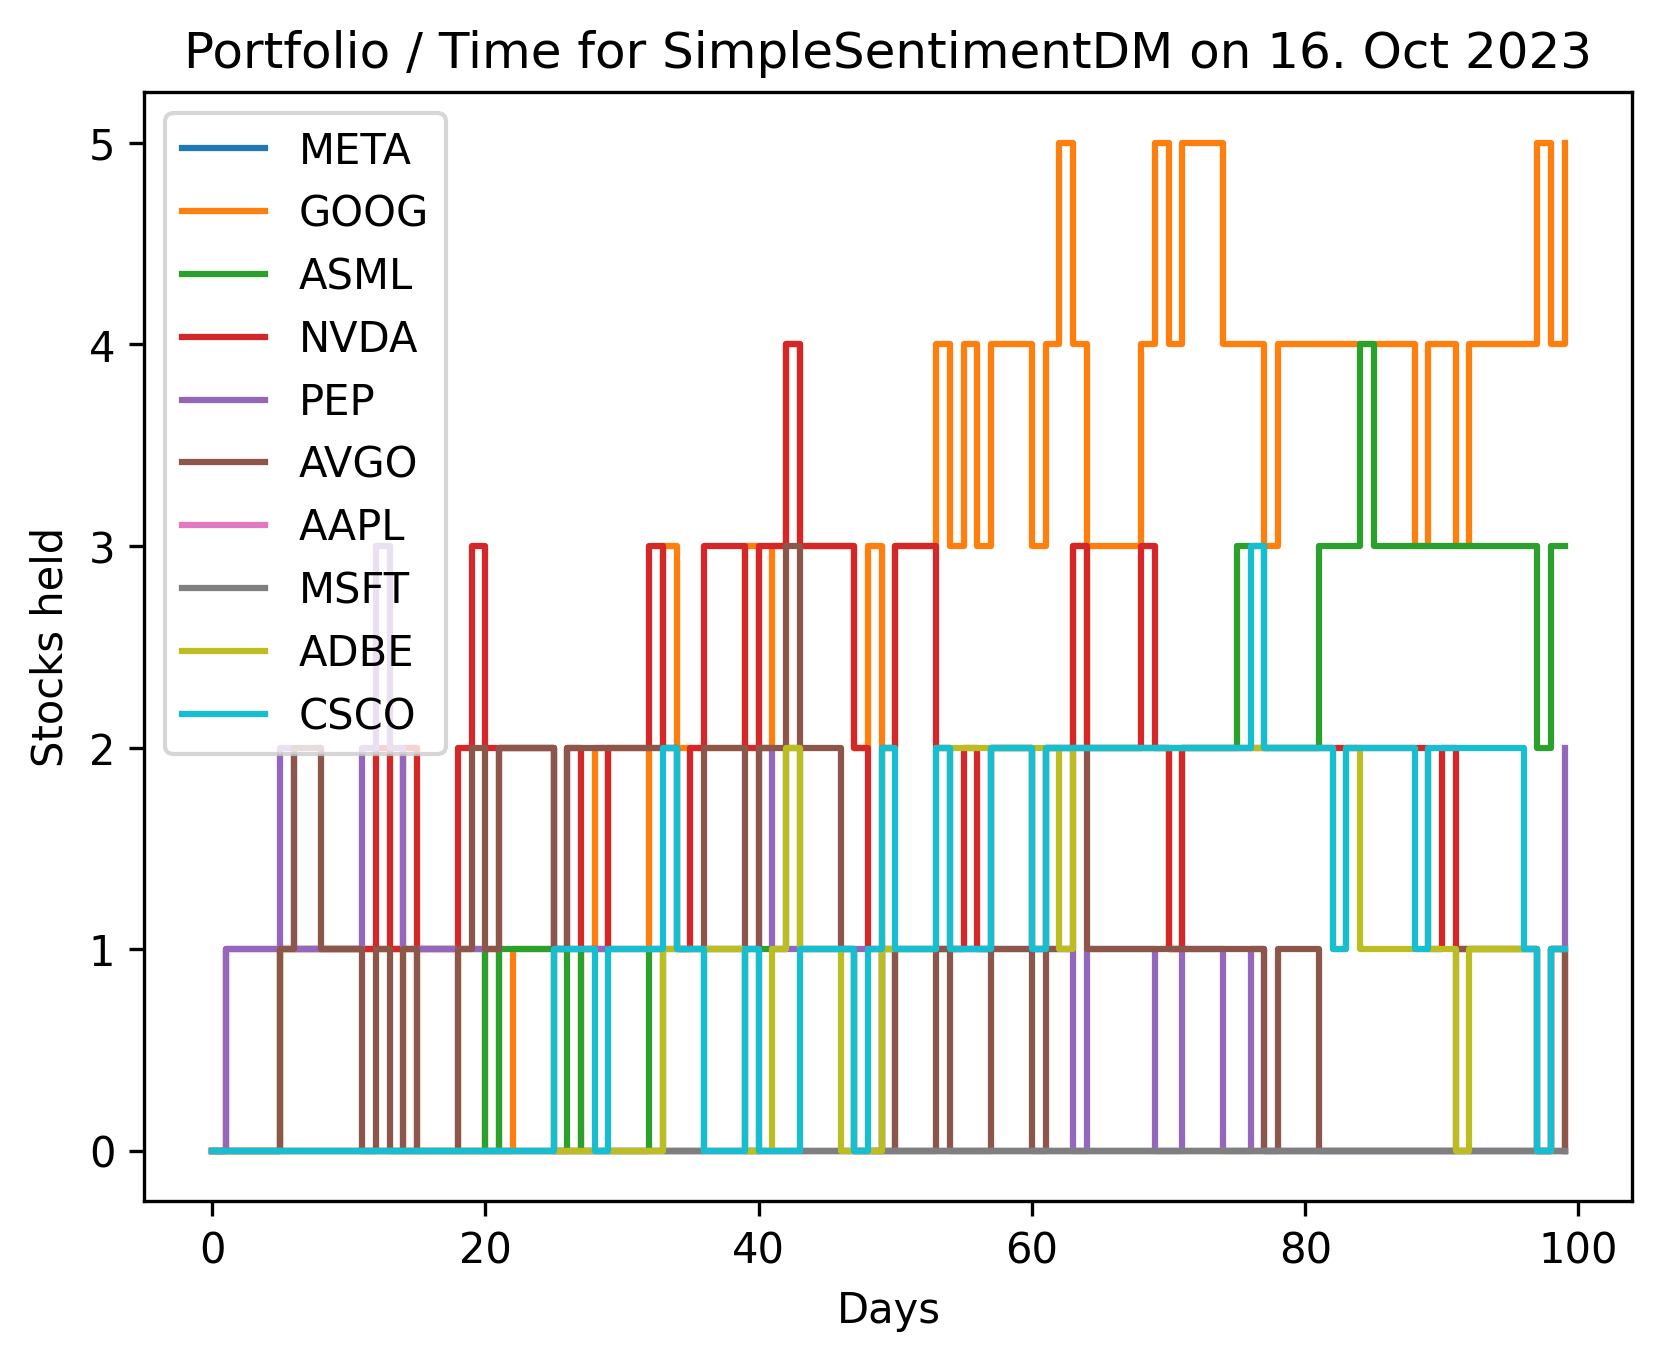 Portfolio / Time for SimpleSentimentDM on 16. Oct 2023
5
4
3
2
1
0
Stocks held
META
GOOG
ASML
NVDA
PEP
AVGO
AAPL
MSFT
ADBE
CSCO
0 20 40 60 80 100
Days